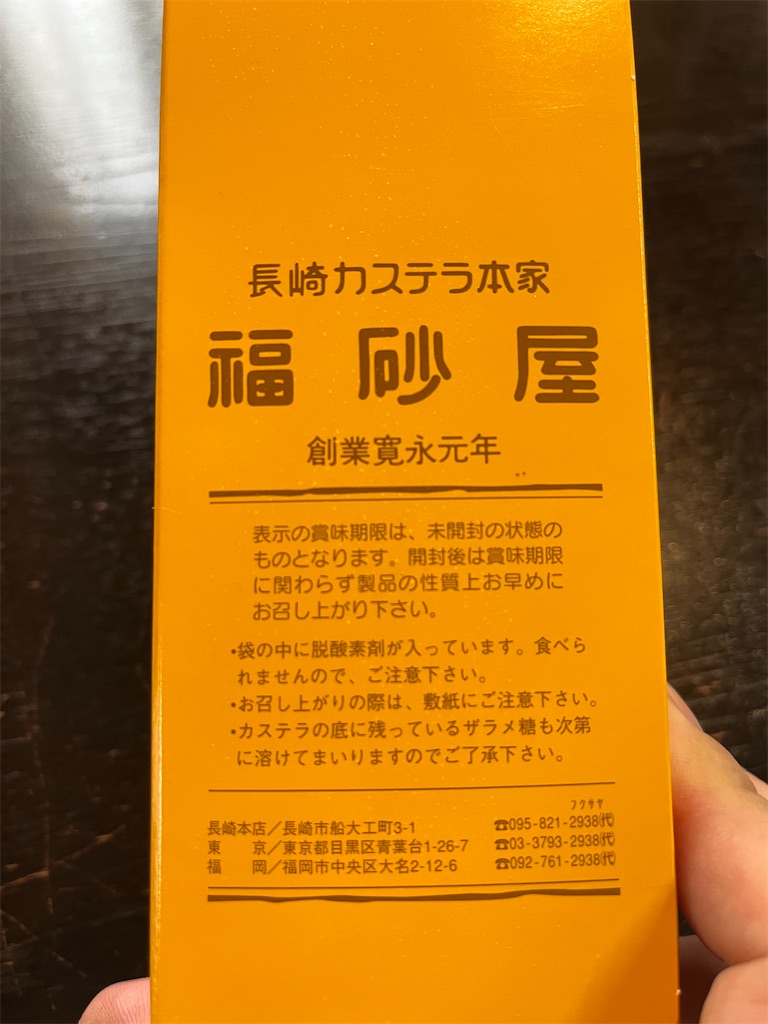 長崎カステラ本家
福砂屋
創業寛永元年
表示の賞味期限は、未開封の状態の
ものとなります。開封後は賞味期限
に関わらず製品の性質上お早めに
お召し上がり下さい。
•袋の中に脱酸素剤が入っています。食べら
れませんので、ご注意下さい。
•お召し上がりの際は、敷紙にご注意下さい。
•カステラの底に残っているザラメ糖も次第
に溶けてまいりますのでご了承下さい。
フクサヤ
長崎本店／長崎市船大工町3-1 ☎095-821-2938㈹
東　京／東京都目黒区青葉台1-26-7 ☎03-3793-2938㈹
福　岡／福岡市中央区大名2-12-6 ☎092-761-2938㈹